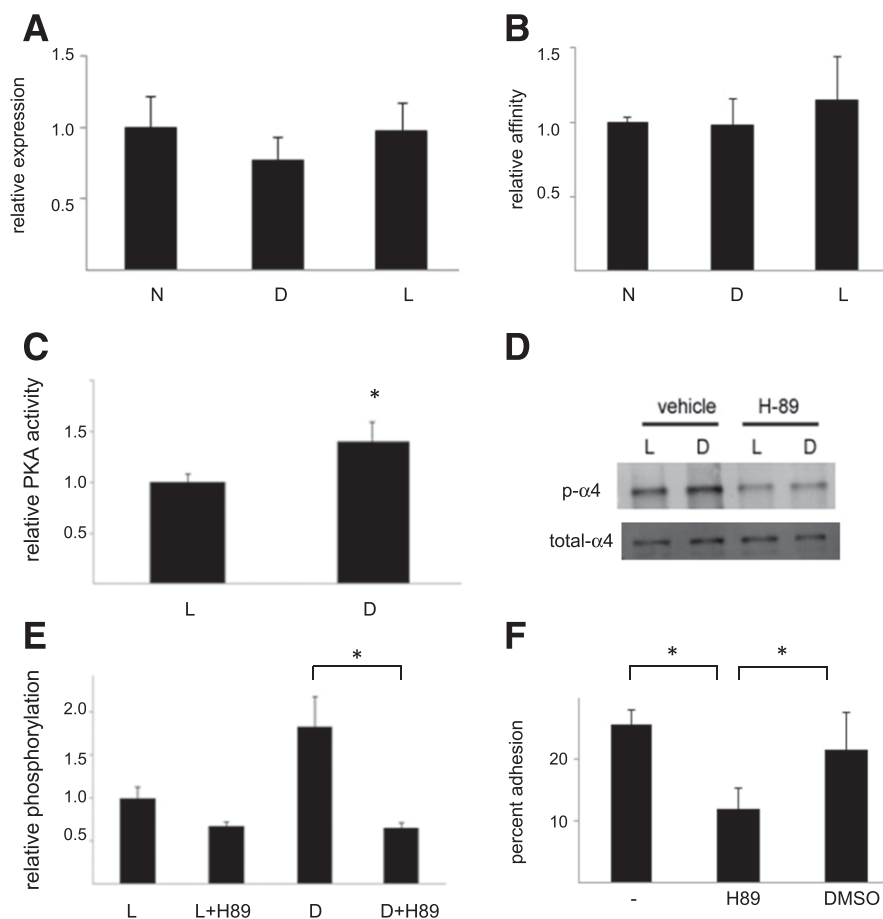 A
1.5
1.0
0.5
relative expression
N D L
B
1.5
1.0
0.5
relative affinity
N D L
C
1.5
1.0
0.5
relative PKA activity
*
L D
D
vehicle H-89
L D L D
p-α4
total-α4
E
2.0
1.5
1.0
0.5
relative phosphorylation
*
L L+H89 D D+H89
F
* *
20
10
percent adhesion
- H89 DMSO